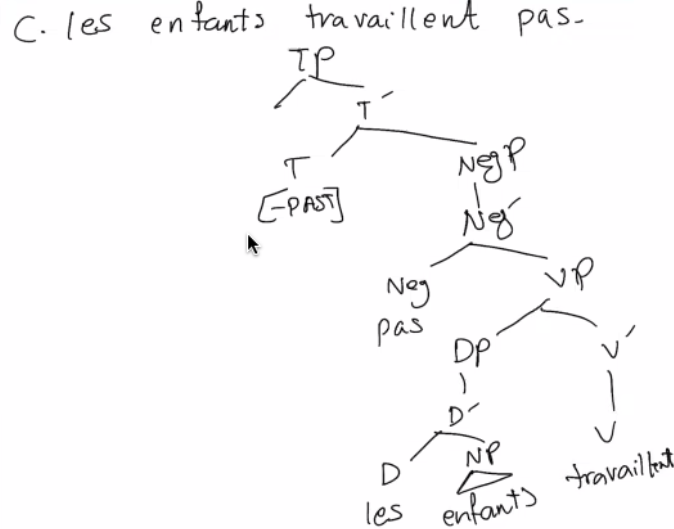 C. les enfants travaillent pas.
TP
T´
T NegP
[-PAST]
Neg´
Neg VP
pas
DP V´
D´
V
D NP
les enfants travaillent